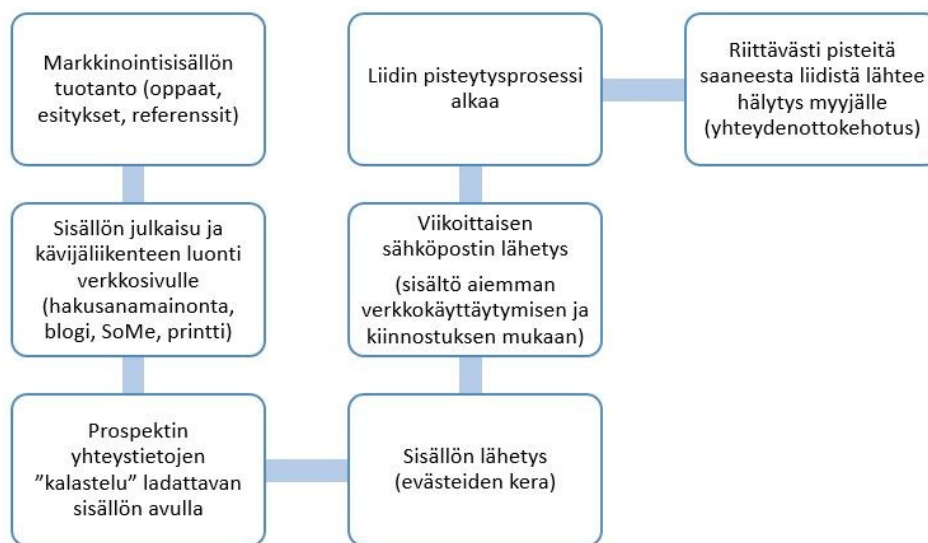 Markkinointisisällön
tuotanto (oppaat,
esitykset, referenssit)
Sisällön julkaisu ja
kävijäliikenteen luonti
verkkosivulle
(hakusanamainonta,
blogi, SoMe, printti)
Prospektin
yhteystietojen
”kalastelu” ladattavan
sisällön avulla
Sisällön lähetys
(evästeiden kera)
Viikoittaisen
sähköpostin lähetys
(sisältö aiemman
verkkokäyttäytymisen ja
kiinnostuksen mukaan)
Liidin pisteytysprosessi
alkaa
Riittävästi pisteitä
saaneesta liidistä lähtee
hälytys myyjälle
(yhteydenottokehotus)